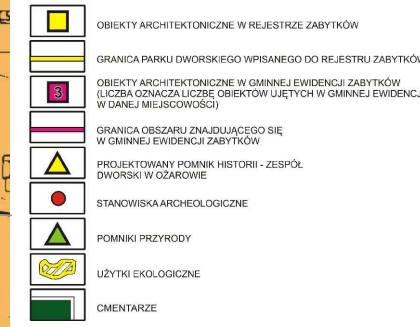 OBIEKTY ARCHITEKTONICZNE W REJESTRZE ZABYTKÓW
GRANICA PARKU DWORSKIEGO WPISANEGO DO REJESTRU ZABYTKÓW
3
OBIEKTY ARCHITEKTONICZNE W GMINNEJ EWIDENCJI ZABYTKÓW
(LICZBA OZNACZA LICZBĘ OBIEKTÓW UJĘTYCH W GMINNEJ EWIDENCJ
W DANEJ MIEJSCOWOŚCI)
GRANICA OBSZARU ZNAJDUJĄCEGO SIĘ
W GMINNEJ EWIDENCJI ZABYTKÓW
PROJEKTOWANY POMNIK HISTORII - ZESPÓŁ
DWORSKI W OŻAROWIE
STANOWISKA ARCHEOLOGICZNE
POMNIKI PRZYRODY
UŻYTKI EKOLOGICZNE
CMENTARZE